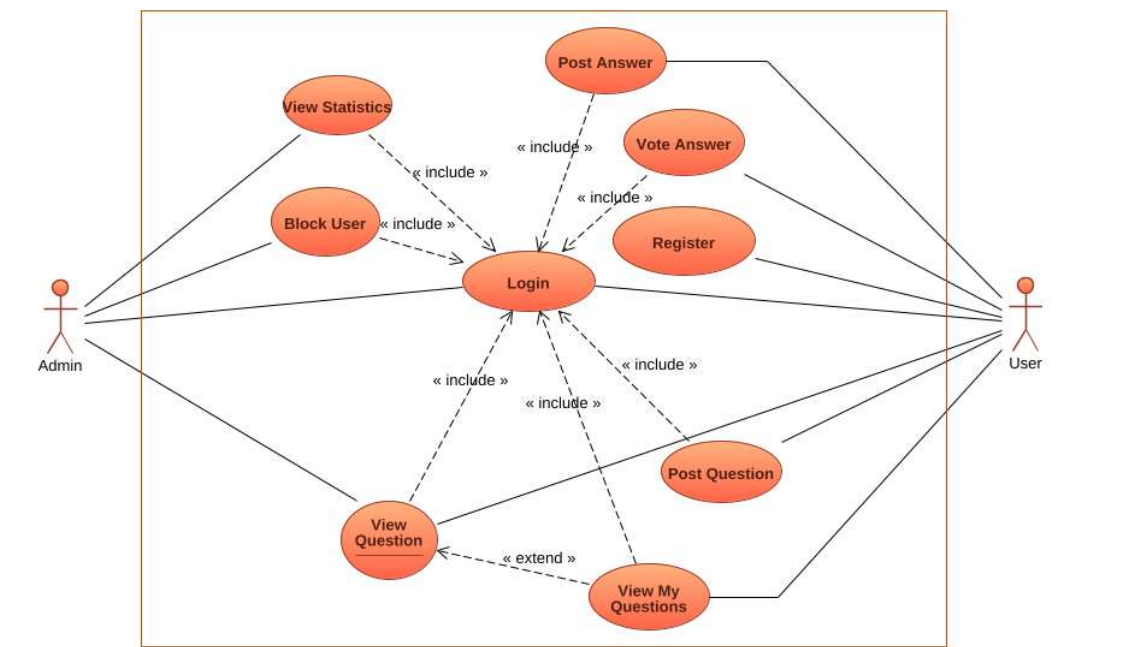 Post Answer
View Statistics
Vote Answer
« include »
« include »
« include »
Block User
« include »
Register
Login
Admin
User
« include »
« include »
« include »
Post Question
View
Question
« extend »
View My
Questions